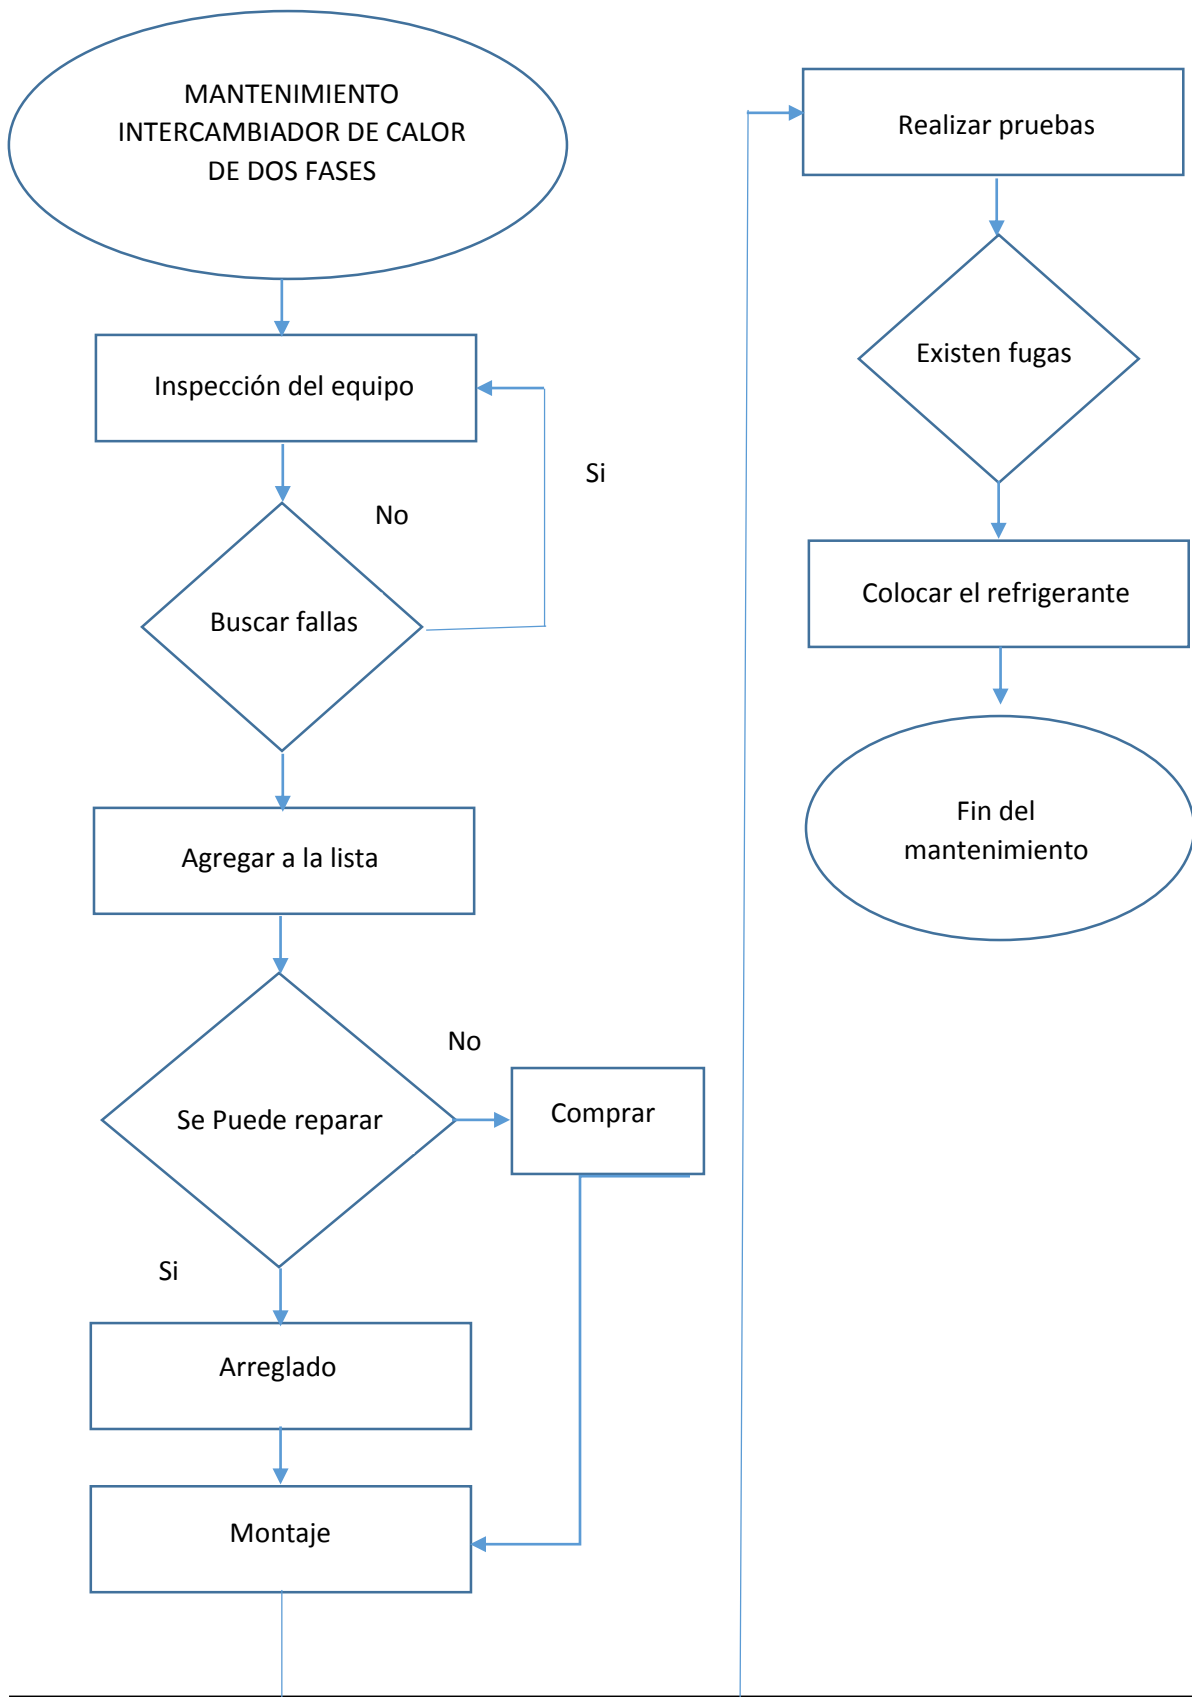 MANTENIMIENTO
INTERCAMBIADOR DE CALOR
DE DOS FASES
Inspección del equipo
Si
No
Buscar fallas
Agregar a la lista
No
Se Puede reparar
Comprar
Si
Arreglado
Montaje
Realizar pruebas
Existen fugas
Colocar el refrigerante
Fin del
mantenimiento